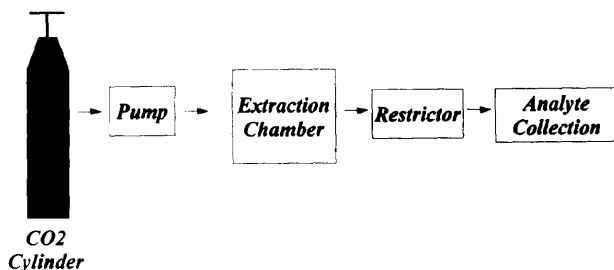 Pump
Extraction
Chamber
Restrictor
Analyte
Collection
CO2
Cylinder